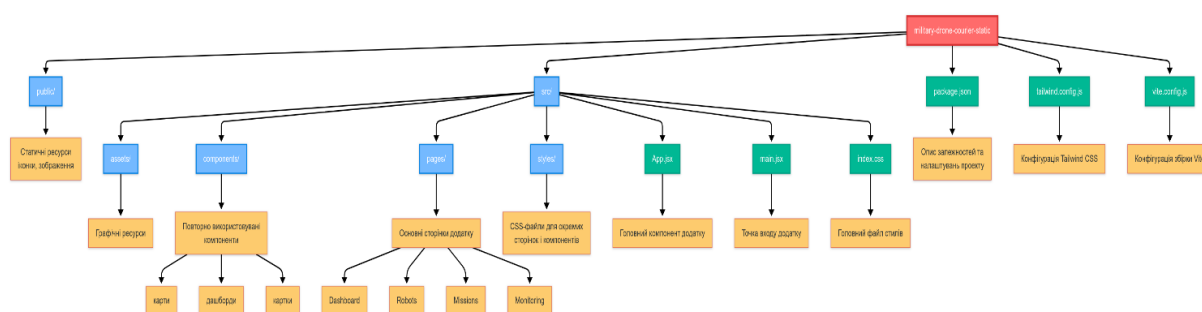 military-drone-courier-static
public/
src/
package.json
tailwind.config.js
vite.config.js
Статичні ресурси
іконки, зображення
assets/
components/
pages/
styles/
App.jsx
main.jsx
index.css
Опис залежностей та
налаштувань проекту
Конфігурація Tailwind CSS
Конфігурація збірки Vite
Графічні ресурси
Повторно використовувані
компоненти
Основні сторінки додатку
CSS-файли для окремих
сторінок і компонентів
Головний компонент додатку
Точка входу додатку
Головний файл стилів
карти
дашборди
картки
Dashboard
Robots
Missions
Monitoring